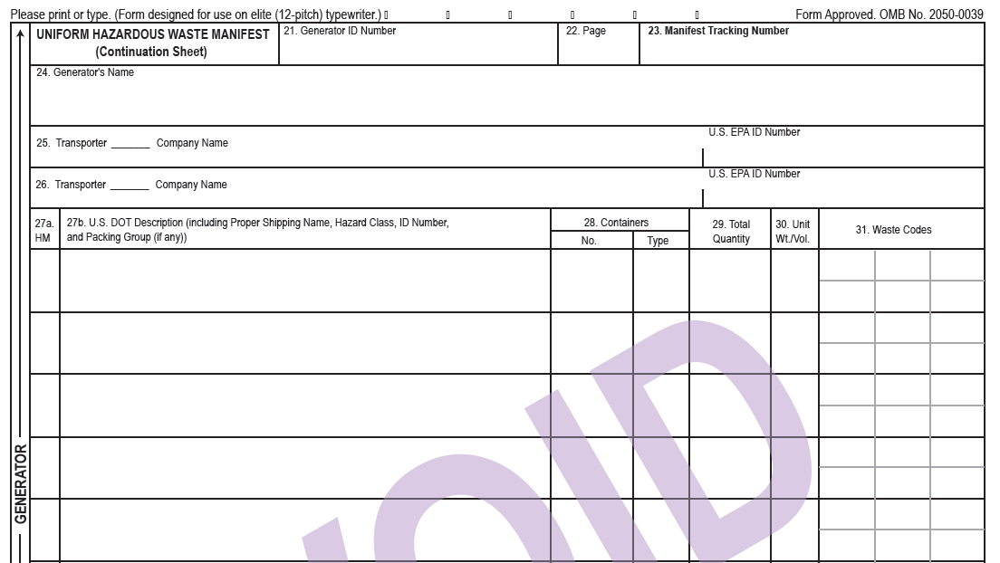 Please print or type. (Form designed for use on elite (12-pitch) typewriter.)
Form Approved. OMB No. 2050-0039
UNIFORM HAZARDOUS WASTE MANIFEST
(Continuation Sheet)
21. Generator ID Number
22. Page
23. Manifest Tracking Number
24. Generator's Name
25. Transporter _______ Company Name
U.S. EPA ID Number
26. Transporter _______ Company Name
U.S. EPA ID Number
27a.
HM
27b. U.S. DOT Description (including Proper Shipping Name, Hazard Class, ID Number,
and Packing Group (if any))
28. Containers
No.
Type
29. Total
Quantity
30. Unit
Wt./Vol.
31. Waste Codes
GENERATOR
VOID